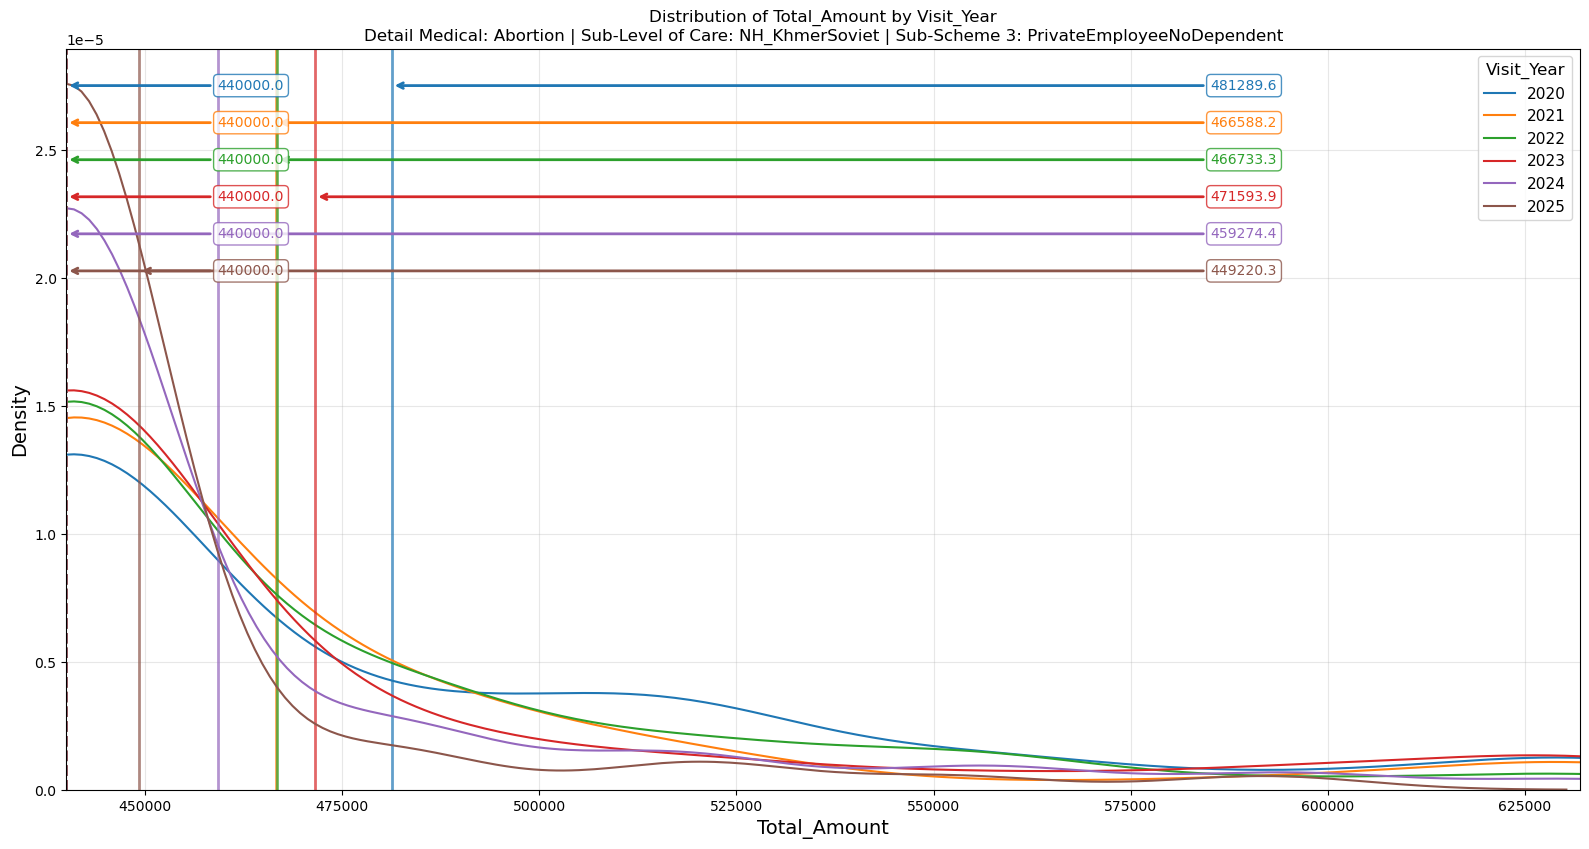 Distribution of Total_Amount by Visit_Year
Detail Medical: Abortion | Sub-Level of Care: NH_KhmerSoviet | Sub-Scheme 3: PrivateEmployeeNoDependent
1e−5
Visit_Year
2020
2021
2022
2023
2024
2025
440000.0 481289.6
440000.0 466588.2
440000.0 466733.3
440000.0 471593.9
440000.0 459274.4
440000.0 449220.3
Density
2.5
2.0
1.5
1.0
0.5
0.0
450000 475000 500000 525000 550000 575000 600000 625000
Total_Amount